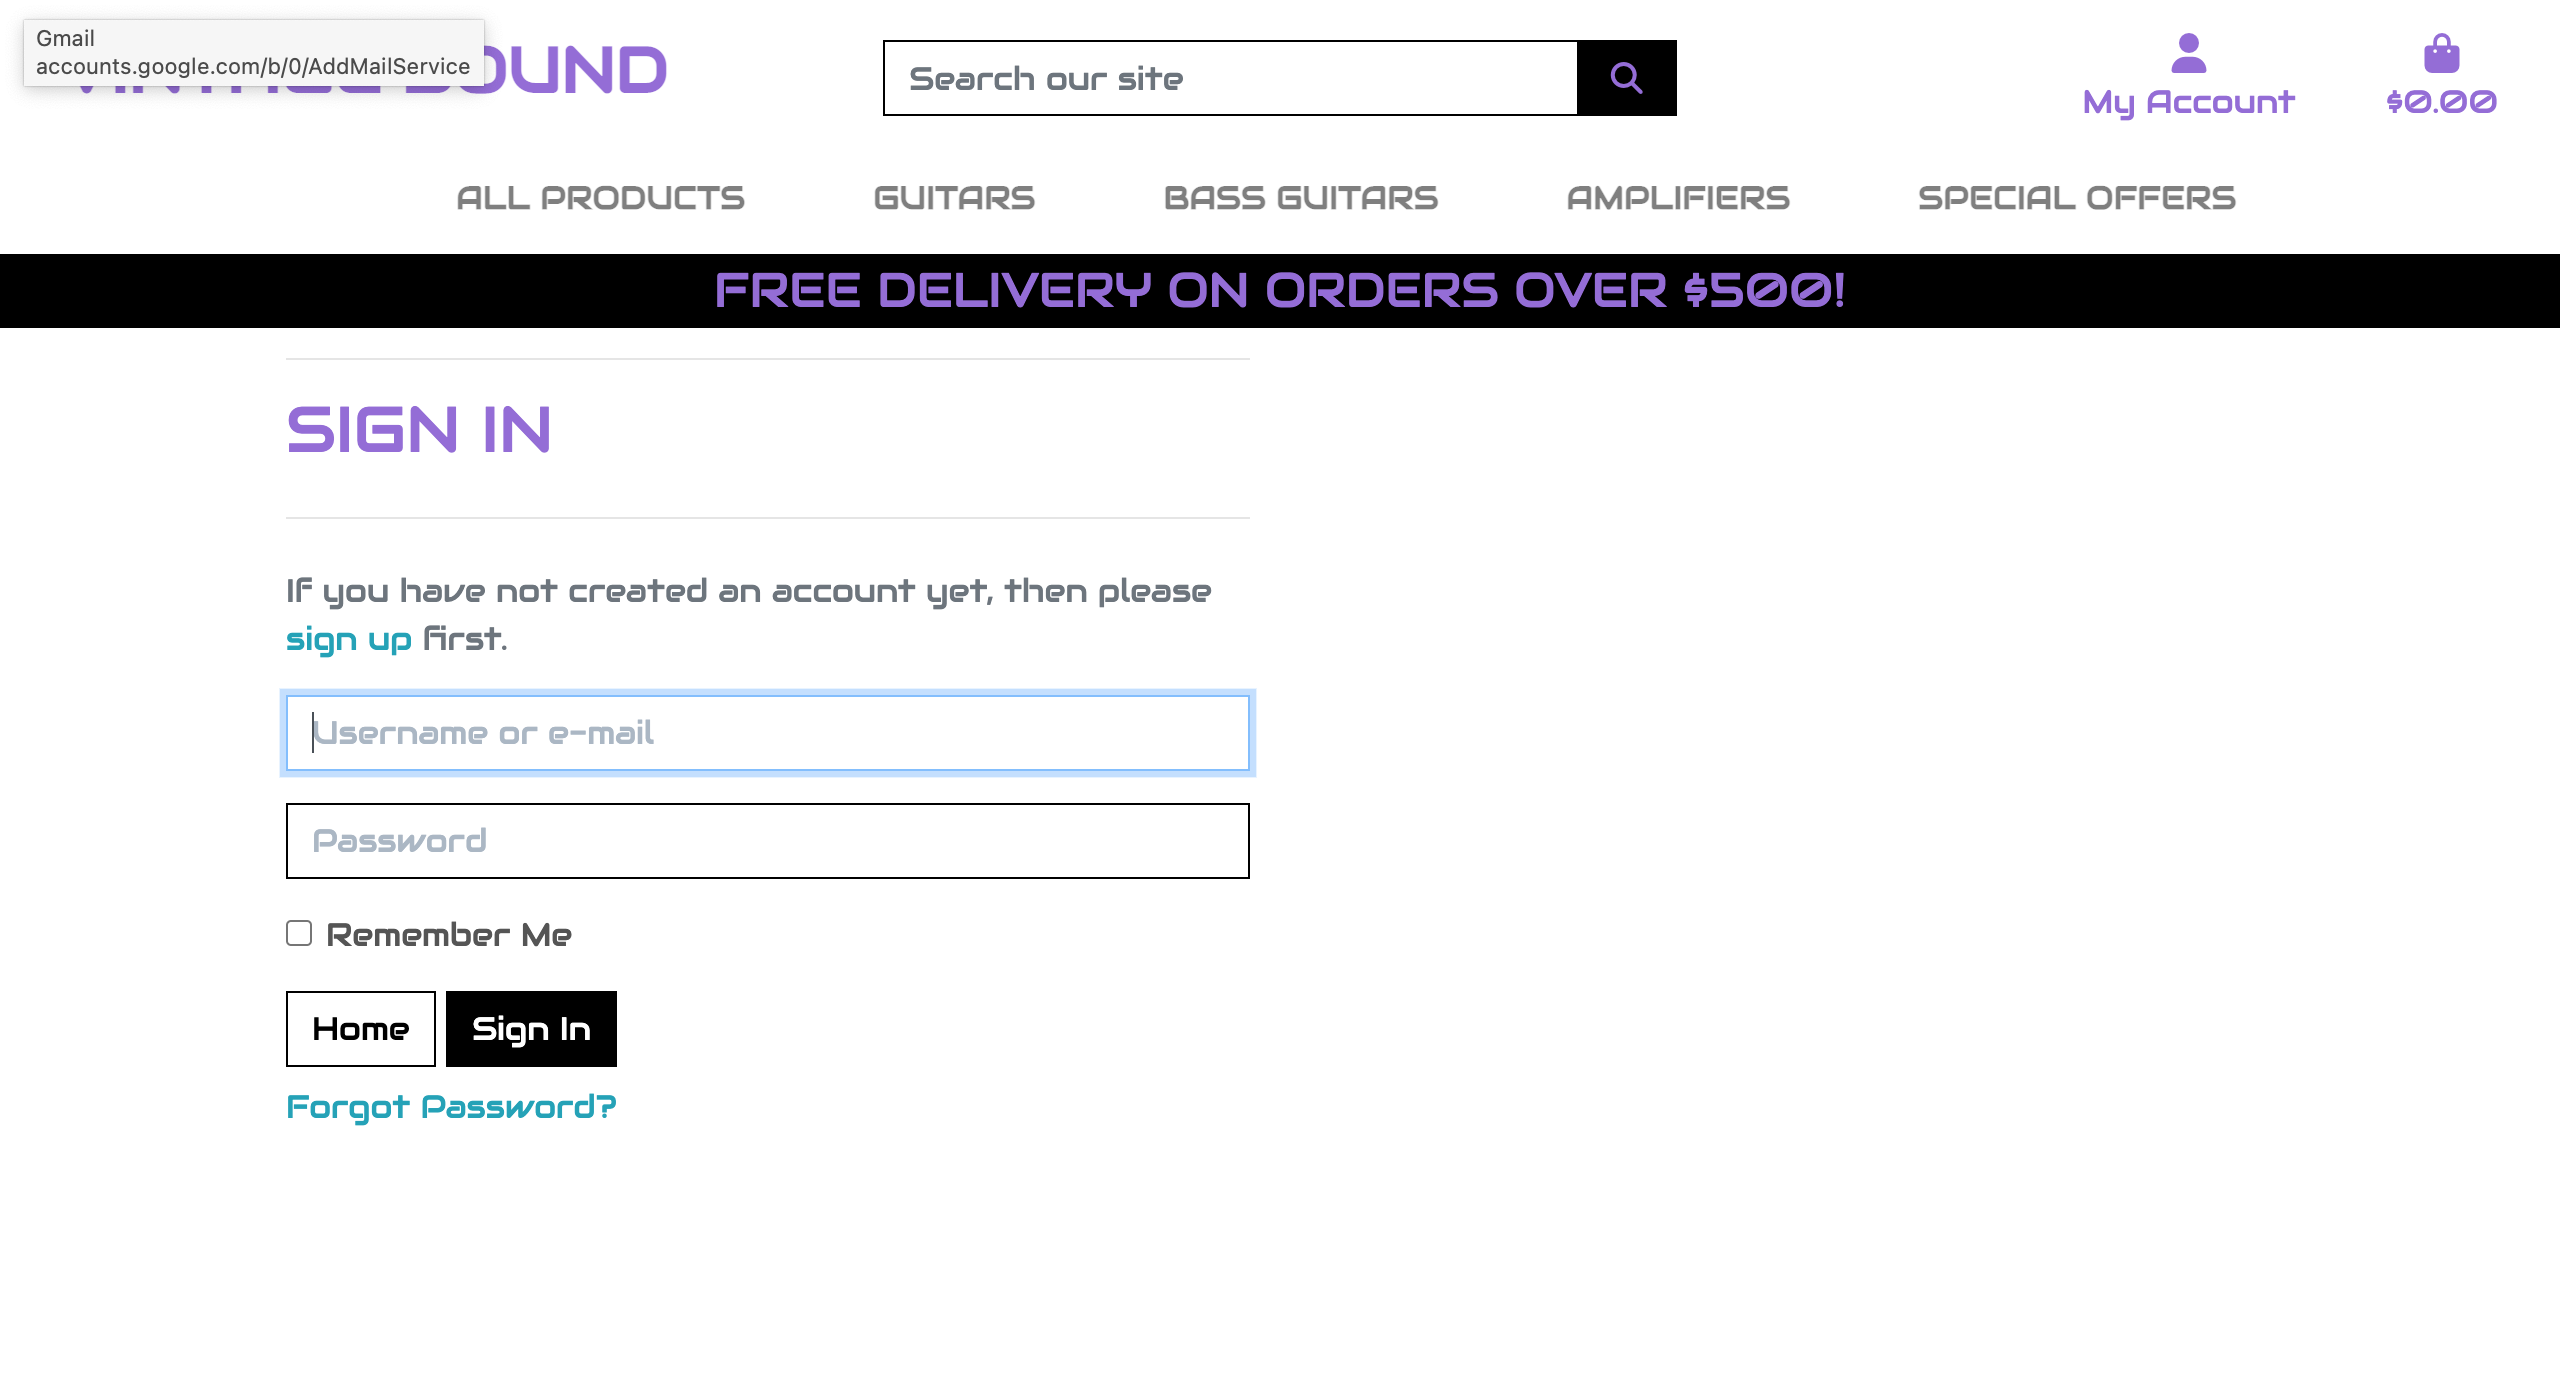 Gmail
accounts.google.com/b/0/AddMailService
OUND
Search our site
My Account
$0.00
ALL PRODUCTS GUITARS BASS GUITARS AMPLIFIERS SPECIAL OFFERS
FREE DELIVERY ON ORDERS OVER $500!
SIGN IN
If you have not created an account yet, then please
sign up first.
Username or e-mail
Password
Remember Me
Home Sign In
Forgot Password?